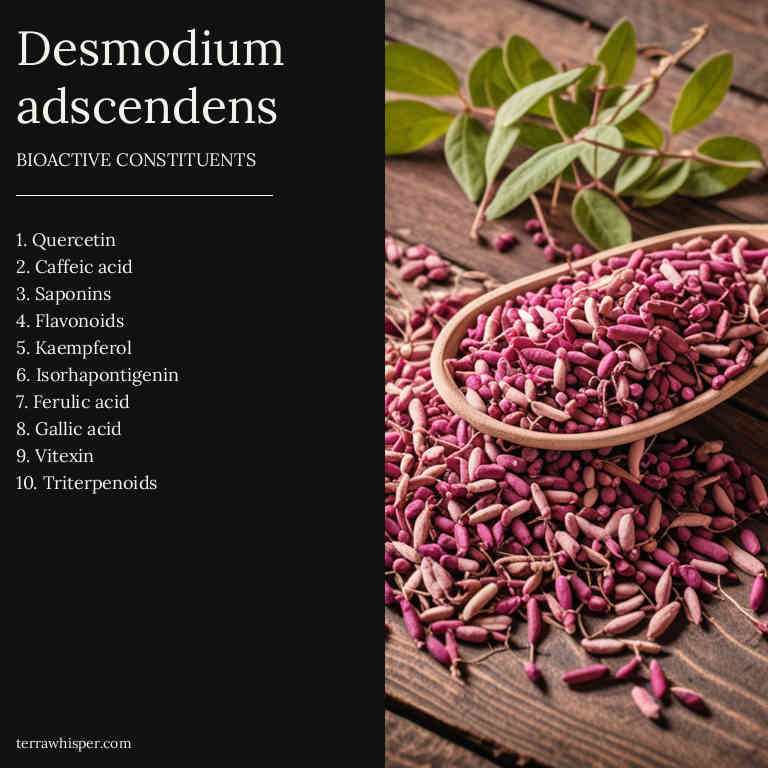 Desmodium
adscendens
BIOACTIVE CONSTITUENTS
1. Quercetin
2. Caffeic acid
3. Saponins
4. Flavonoids
5. Kaempferol
6. Isorhapontigenin
7. Ferulic acid
8. Gallic acid
9. Vitexin
10. Triterpenoids
terrawhisper.com